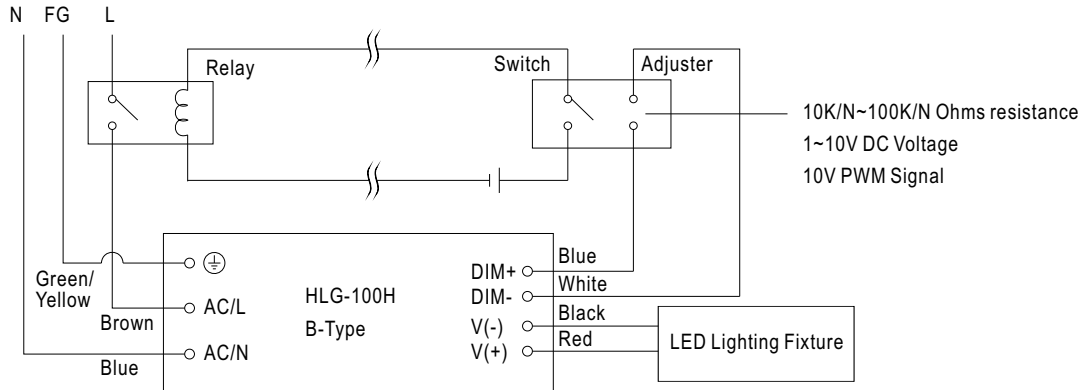 N FG L
Relay
Switch
Adjuster
10K/N~100K/N Ohms resistance
1~10V DC Voltage
10V PWM Signal
Green/
Yellow
Brown
Blue
AC/L
AC/N
HLG-100H
B-Type
DIM+
DIM-
V(-)
V(+)
Blue
White
Black
Red
LED Lighting Fixture